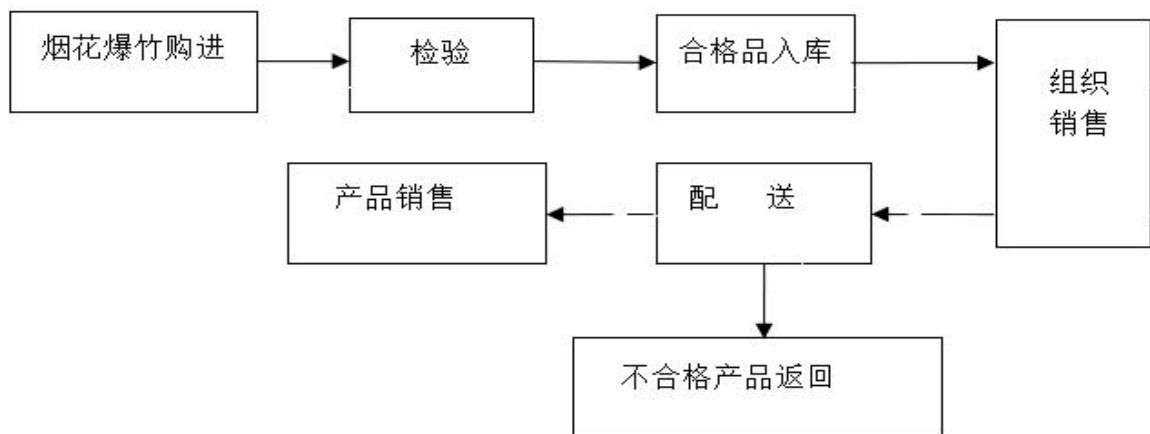 烟花爆竹购进
检验
合格品入库
组织
销售
产品销售
配 送
不合格产品返回